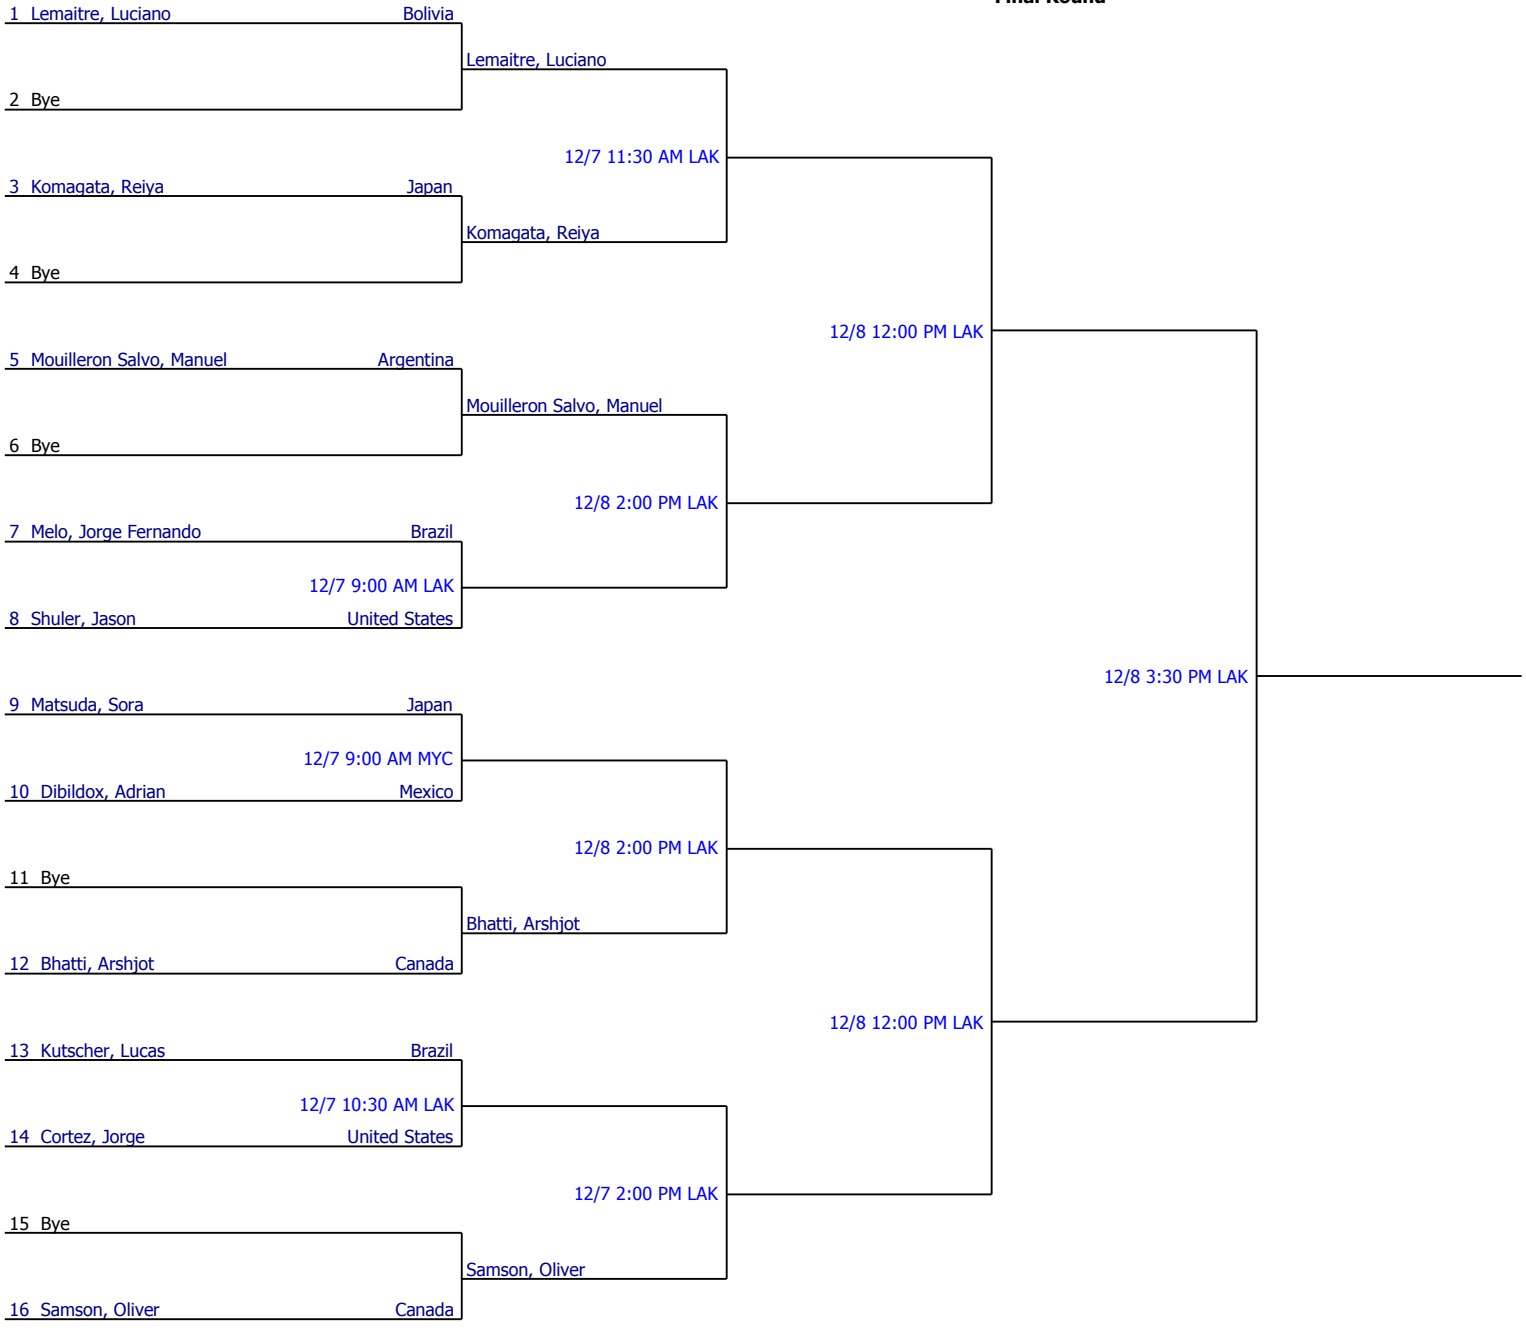 Final Round
1 Lemaitre, Luciano Bolivia
Lemaitre, Luciano
2 Bye
12/7 11:30 AM LAK
3 Komagata, Reiya Japan
Komagata, Reiya
4 Bye
12/8 12:00 PM LAK
5 Mouilleron Salvo, Manuel Argentina
Mouilleron Salvo, Manuel
6 Bye
12/8 2:00 PM LAK
7 Melo, Jorge Fernando Brazil
12/7 9:00 AM LAK
8 Shuler, Jason United States
12/8 3:30 PM LAK
9 Matsuda, Sora Japan
12/7 9:00 AM MYC
10 Dibildox, Adrian Mexico
12/8 2:00 PM LAK
11 Bye
Bhatti, Arshjot
12 Bhatti, Arshjot Canada
12/8 12:00 PM LAK
13 Kutscher, Lucas Brazil
12/7 10:30 AM LAK
14 Cortez, Jorge United States
12/7 2:00 PM LAK
15 Bye
Samson, Oliver
16 Samson, Oliver Canada